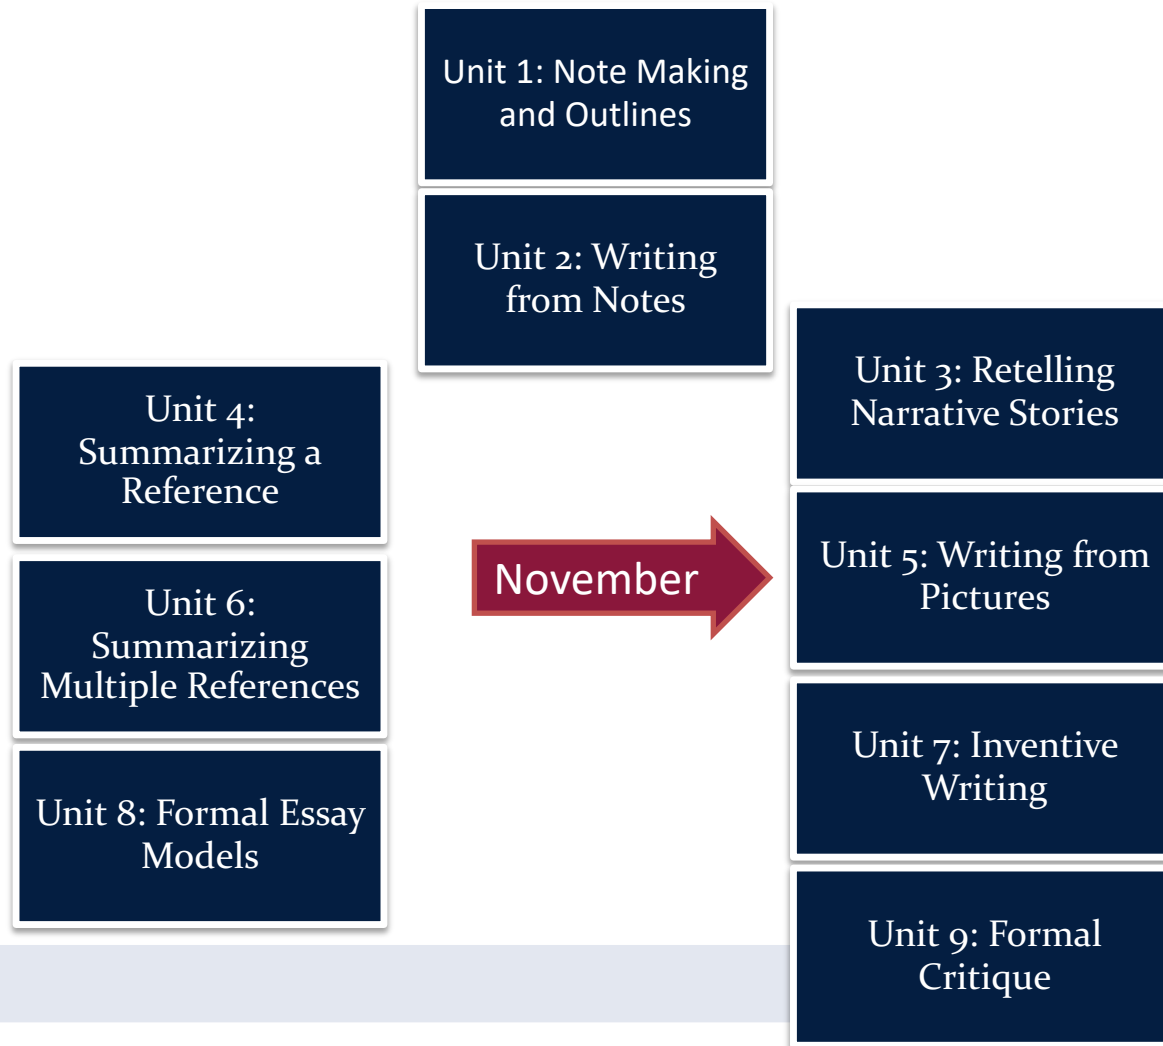 Unit 1: Note Making
and Outlines
Unit 2: Writing
from Notes
Unit 3: Retelling
Narrative Stories
Unit 4:
Summarizing a
Reference
November
Unit 5: Writing from
Pictures
Unit 6:
Summarizing
Multiple References
Unit 7: Inventive
Writing
Unit 8: Formal Essay
Models
Unit 9: Formal
Critique